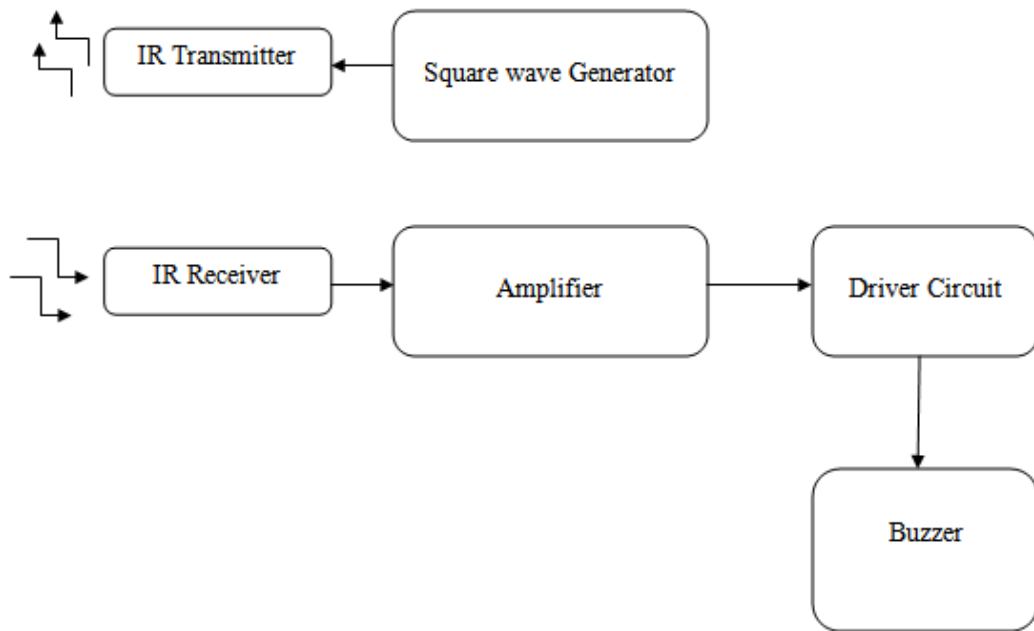 IR Transmitter
Square wave Generator
IR Receiver
Amplifier
Driver Circuit
Buzzer